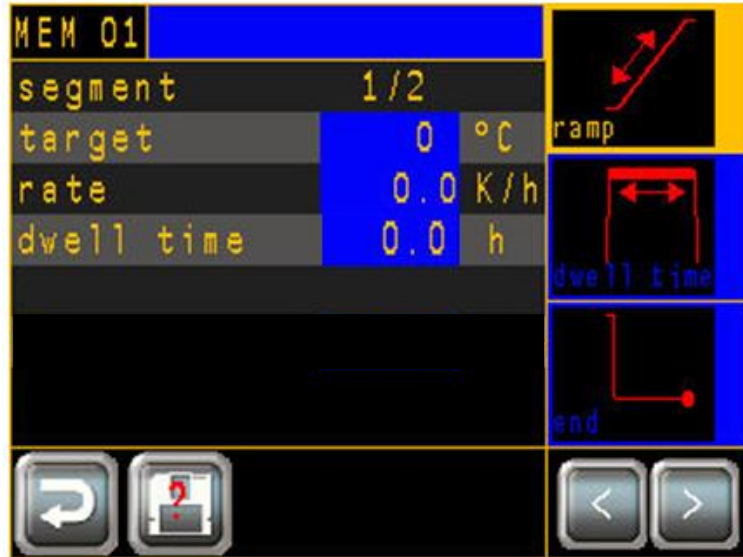 MEM 01
segment 1/2
target 0 °C
rate 0.0 K/h
dwell time 0.0 h
ramp
dwell time
end
?
< >